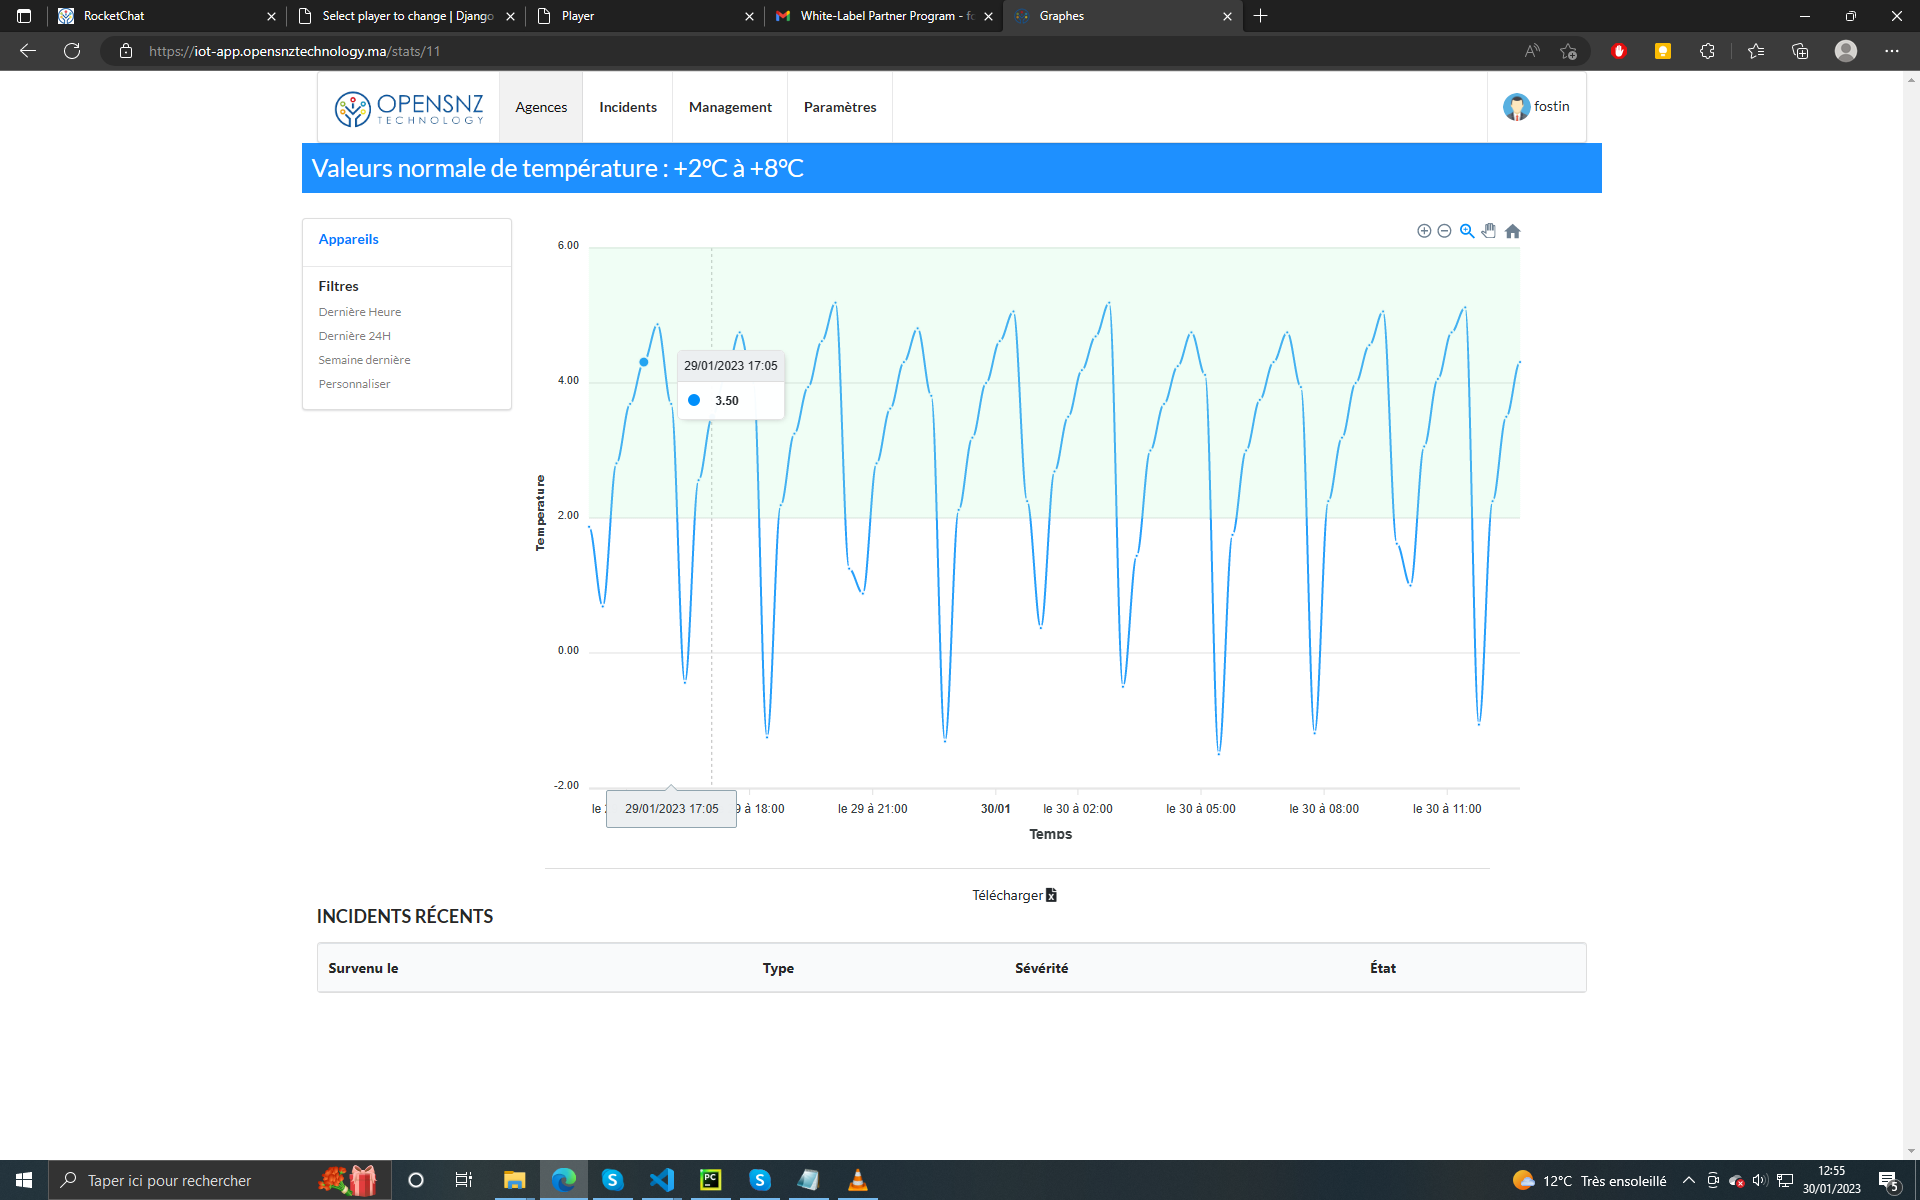 RocketChat
Select player to change | Django
Player
White-Label Partner Program - fo
Graphes
https://iot-app.opensnztechnology.ma/stats/11
OPENSNZ
TECHNOLOGY
Agences
Incidents
Management
Paramètres
fostin
Valeurs normale de température : +2°C à +8°C
Appareils
Filtres
Dernière Heure
Dernière 24H
Semaine dernière
Personnaliser
6.00
4.00
2.00
0.00
-2.00
Temperature
29/01/2023 17:05
3.50
le 2
29/01/2023 17:05
9 à 18:00
le 29 à 21:00
30/01
le 30 à 02:00
le 30 à 05:00
le 30 à 08:00
le 30 à 11:00
Temps
Télécharger
INCIDENTS RÉCENTS
Survenu le
Type
Sévérité
État
Taper ici pour rechercher
PC
12°C Très ensoleillé
12:55
30/01/2023
5